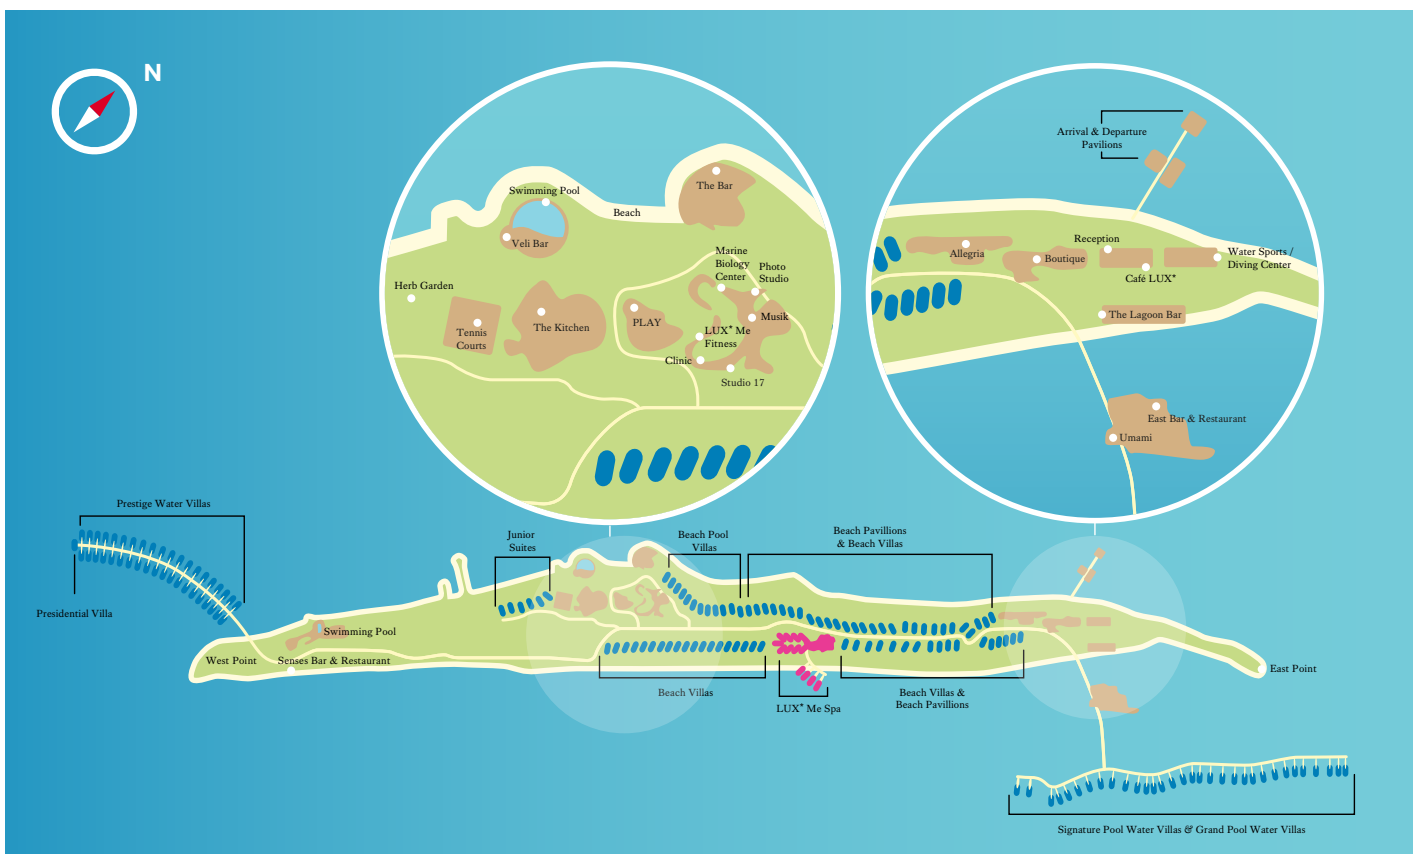 N
Swimming Pool
Veli Bar
Beach
The Bar
Herb Garden
Tennis
Courts
The Kitchen
PLAY
Marine
Biology
Center
Photo
Studio
Musik
LUX* Me
Fitness
Clinic
Studio 17
Arrival & Departure
Pavilions
Allegria
Boutique
Reception
Café LUX*
Water Sports /
Diving Center
The Lagoon Bar
East Bar & Restaurant
Umami
Prestige Water Villas
Presidential Villa
Junior
Suites
Beach Pool
Villas
Beach Pavillions
& Beach Villas
Swimming Pool
West Point
Senses Bar & Restaurant
Beach Villas
LUX* Me Spa
Beach Villas &
Beach Pavillions
East Point
Signature Pool Water Villas & Grand Pool Water Villas